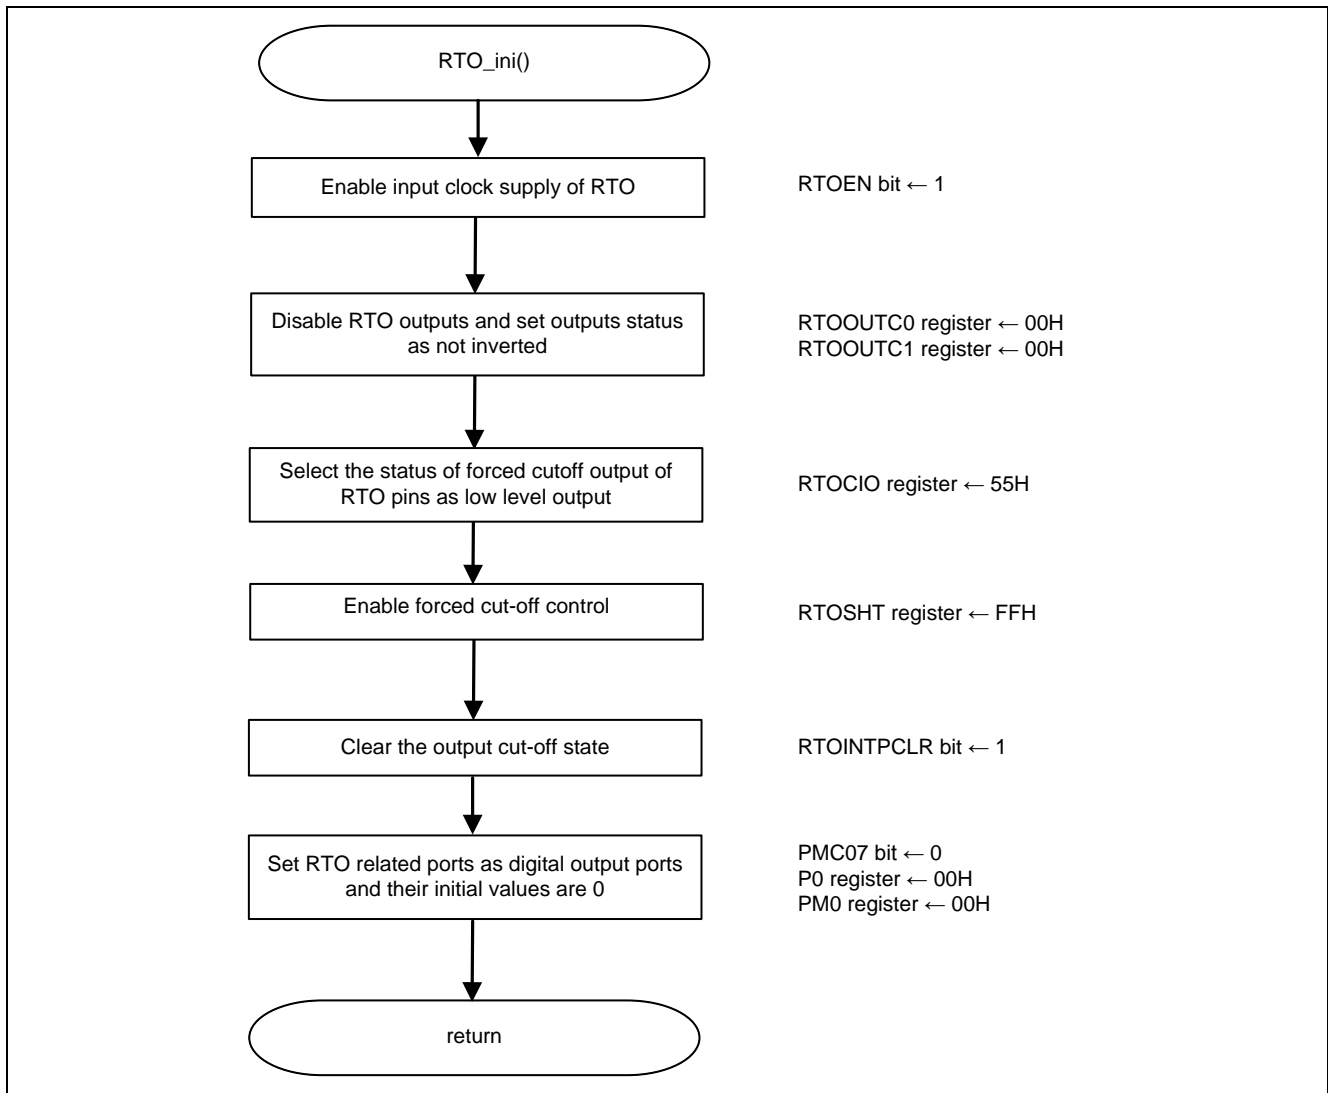 RTO_ini()
Enable input clock supply of RTO
RTOEN bit ← 1
Disable RTO outputs and set outputs status
as not inverted
RTOOUTC0 register ← 00H
RTOOUTC1 register ← 00H
Select the status of forced cutoff output of
RTO pins as low level output
RTOCIO register ← 55H
Enable forced cut-off control
RTOSHT register ← FFH
Clear the output cut-off state
RTOINTPCLR bit ← 1
Set RTO related ports as digital output ports
and their initial values are 0
PMC07 bit ← 0
P0 register ← 00H
PM0 register ← 00H
return